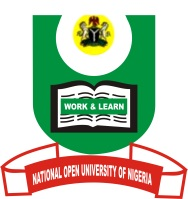 WORK & LEARN
NATIONAL OPEN UNIVERSITY OF NIGERIA